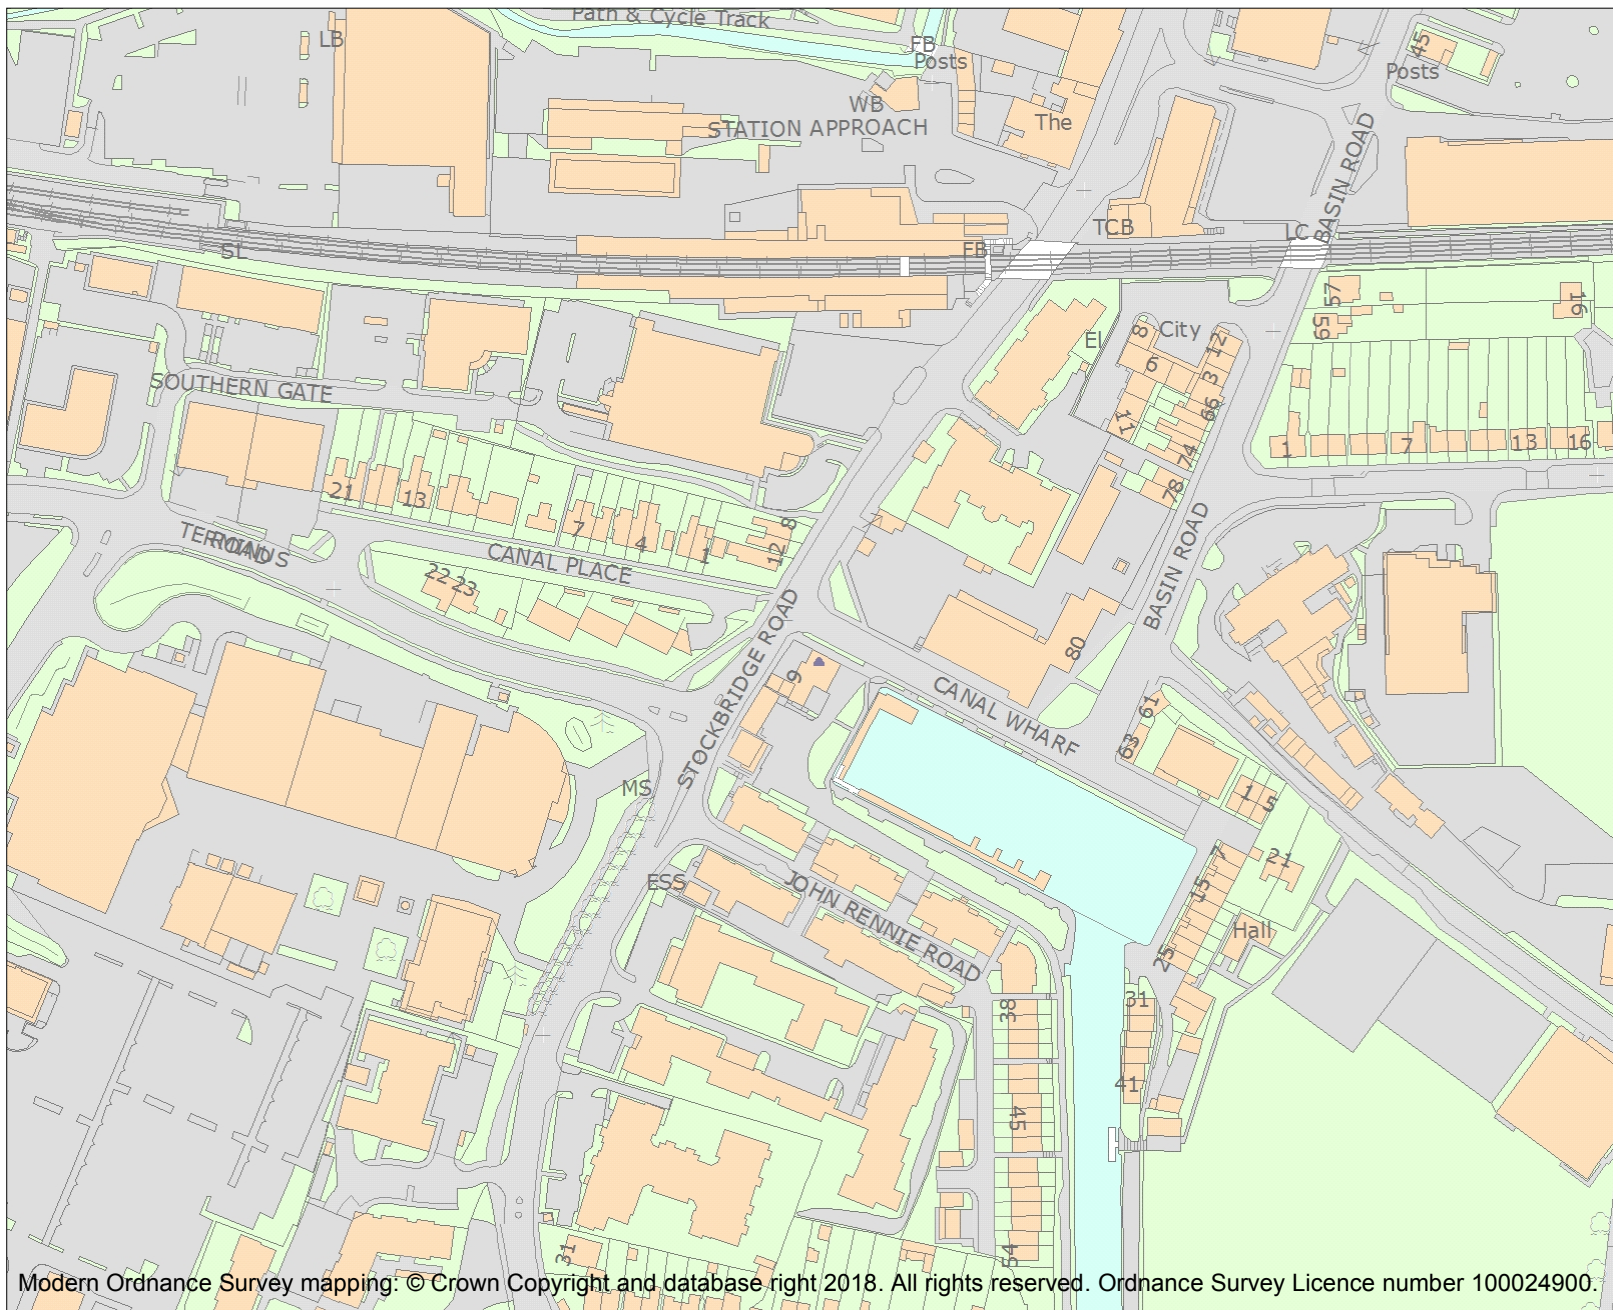 Path & Cycle Track
LB
FB
Posts
45
Posts
WB
STATION APPROACH
The
BASIN ROAD
TCB
LC
SL
FB
57
59
16
El
City
8
6
12
3
66
11
74
78
SOUTHERN GATE
1
7
13
16
21
13
7
4
1
12
8
TERMINUS
ROAD
CANAL PLACE
22
23
BASIN ROAD
80
STOCKBRIDGE ROAD
9
CANAL WHARF
61
63
MS
1
5
7
21
15
ESS
JOHN RENNIE ROAD
Hall
25
38
31
41
45
54
31
Modern Ordnance Survey mapping: © Crown Copyright and database right 2018. All rights reserved. Ordnance Survey Licence number 100024900.